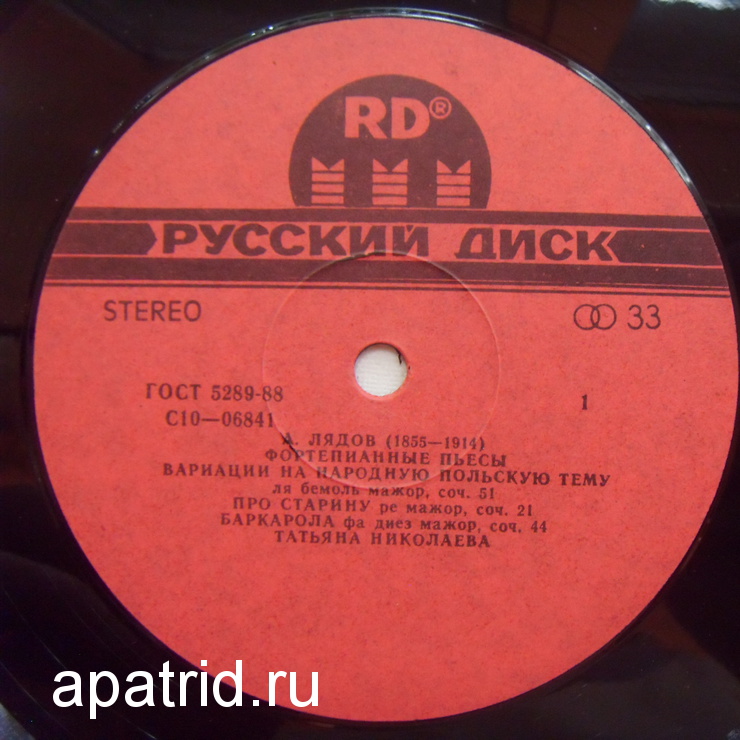 RD®
РУССКИЙ ДИСК
STEREO
33
ГОСТ 5289-88
1
С10—06841
А. ЛЯДОВ (1855—1914)
ФОРТЕПИАННЫЕ ПЬЕСЫ
ВАРИАЦИИ НА НАРОДНУЮ ПОЛЬСКУЮ ТЕМУ
ля бемоль мажор, соч. 51
ПРО СТАРИНУ ре мажор, соч. 21
БАРКАРОЛА фа диез мажор, соч. 44
ТАТЬЯНА НИКОЛАЕВА
apatrid.ru